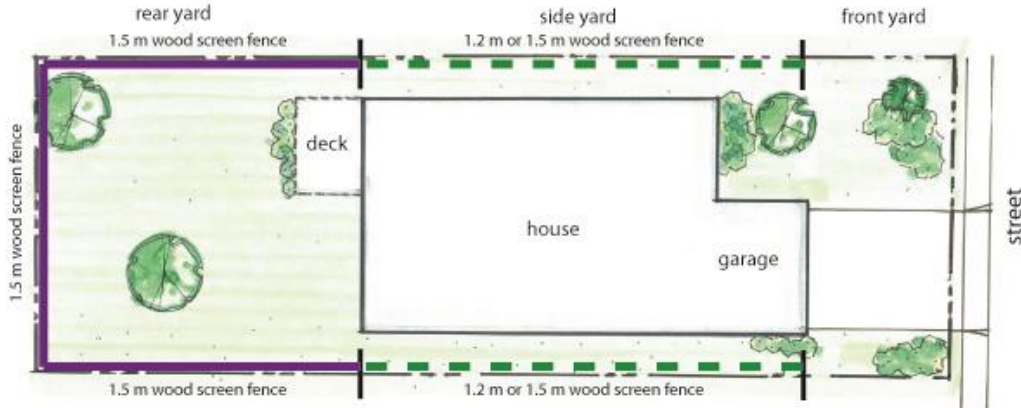 rear yard
side yard
front yard
1.5 m wood screen fence
1.2 m or 1.5 m wood screen fence
1.5 m wood screen fence
deck
house
garage
street
1.5 m wood screen fence
1.2 m or 1.5 m wood screen fence